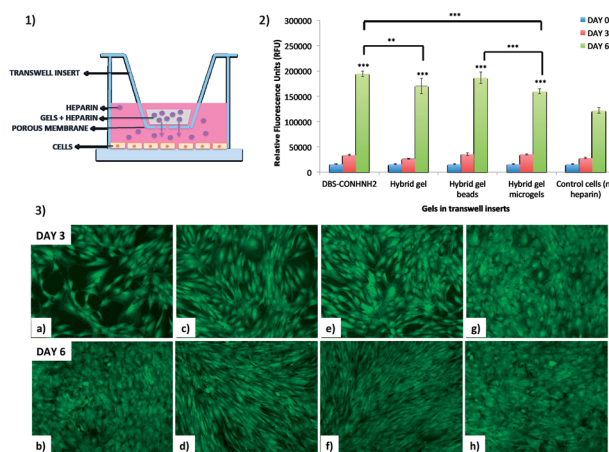 1)
TRANSWELL INSERT
HEPARIN
GELS + HEPARIN
POROUS MEMBRANE
CELLS
2)
Relative Fluorescence Units (RFU)
350000
300000
250000
200000
150000
100000
50000
0
***
**
***
***
***
***
***
DBS-CONHNH2
Hybrid gel
Hybrid gel
beads
Hybrid gel
microgels
Control cells (n
heparin)
Gels in transwell inserts
DAY 0
DAY 3
DAY 6
3)
DAY 3
a)
c)
e)
g)
DAY 6
b)
d)
f)
h)